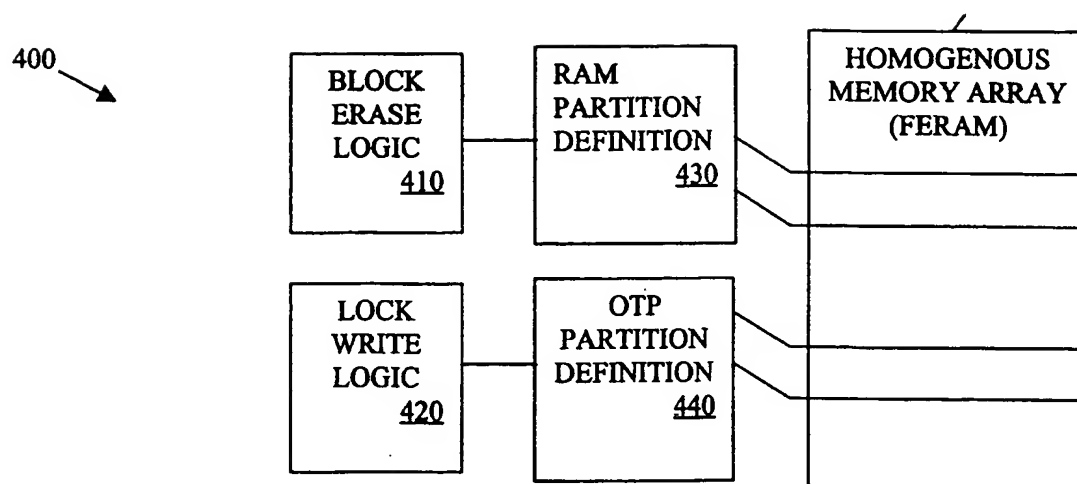 400
BLOCK
ERASE
LOGIC
410
RAM
PARTITION
DEFINITION
430
HOMOGENOUS
MEMORY ARRAY
(FERAM)
LOCK
WRITE
LOGIC
420
OTP
PARTITION
DEFINITION
440